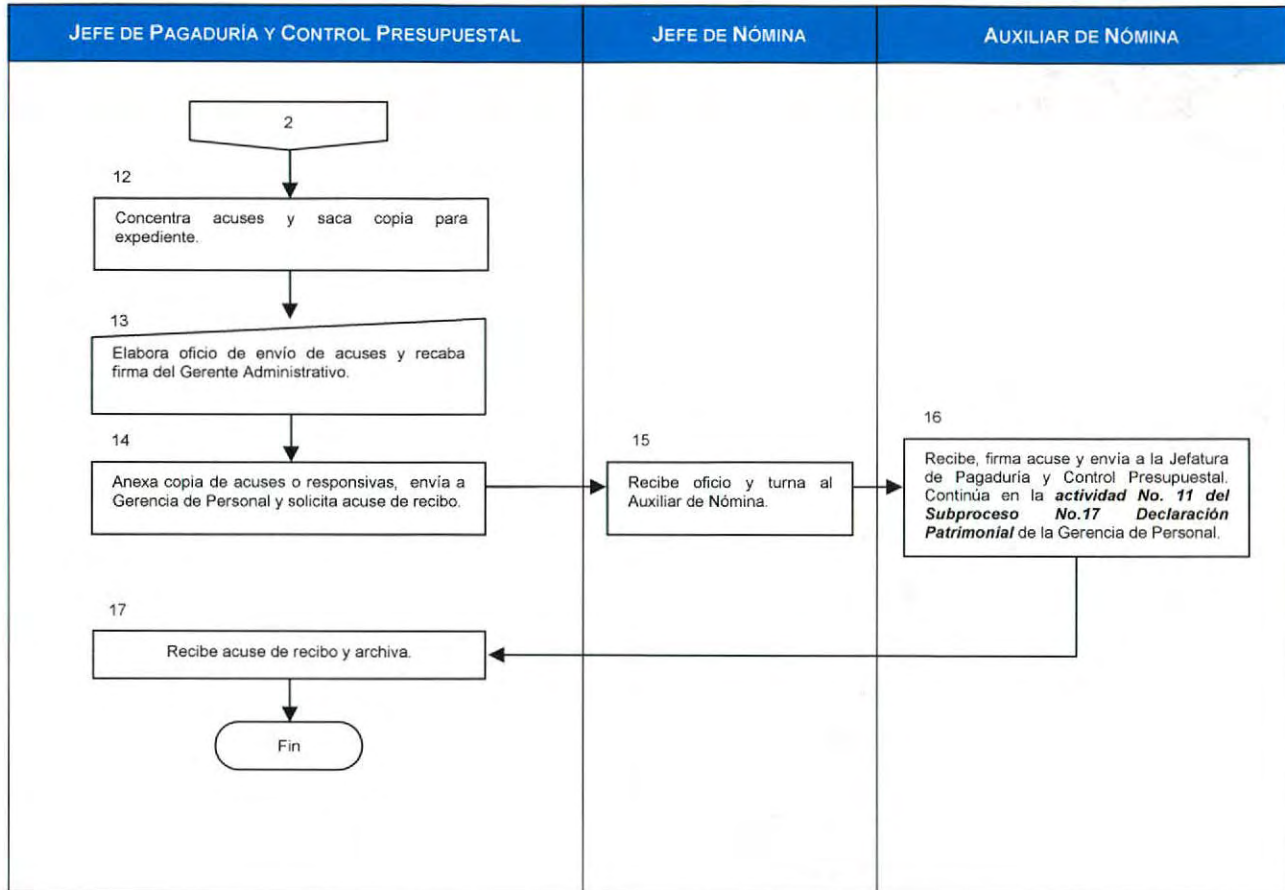 JEFE DE PAGADURÍA Y CONTROL PRESUPUESTAL
JEFE DE NÓMINA
AUXILIAR DE NÓMINA
2
12
Concentra acuses y saca copia para
expediente.
13
Elabora oficio de envío de acuses y recaba
firma del Gerente Administrativo.
14
Anexa copia de acuses o responsivas, envía a
Gerencia de Personal y solicita acuse de recibo.
15
Recibe oficio y turna al
Auxiliar de Nómina.
16
Recibe, firma acuse y envía a la Jefatura
de Pagaduría y Control Presupuestal.
Continúa en la actividad No. 11 del
Subproceso No.17 Declaración
Patrimonial de la Gerencia de Personal.
17
Recibe acuse de recibo y archiva.
Fin